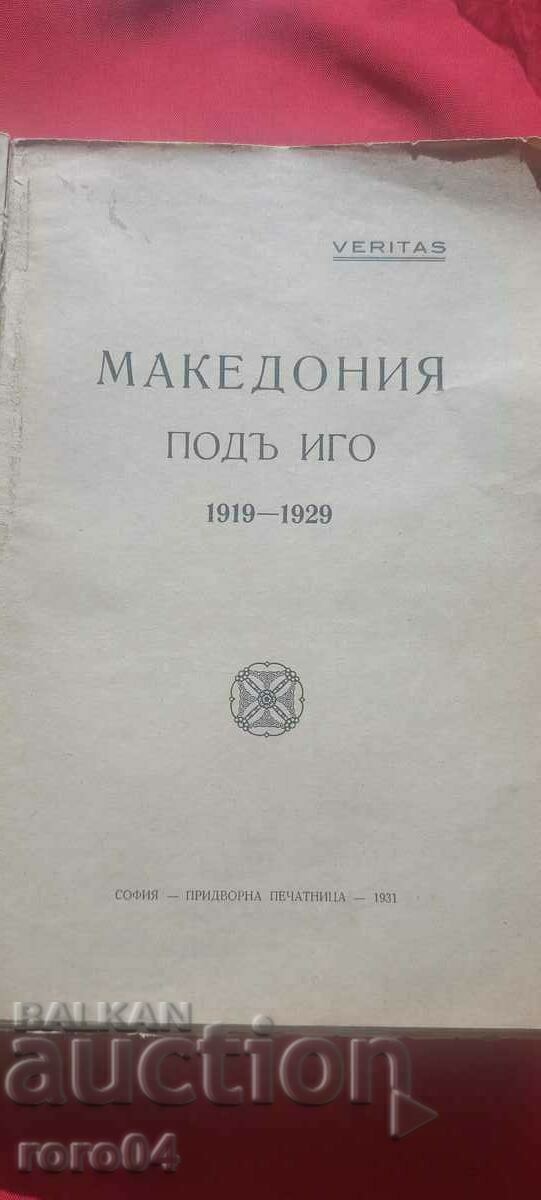 VERITAS
МАКЕДОНИЯ
ПОДЪ ИГО
1919—1929
СОФИЯ — ПРИДВОРНА ПЕЧАТНИЦА — 1931
BALKAN
auction
roro04